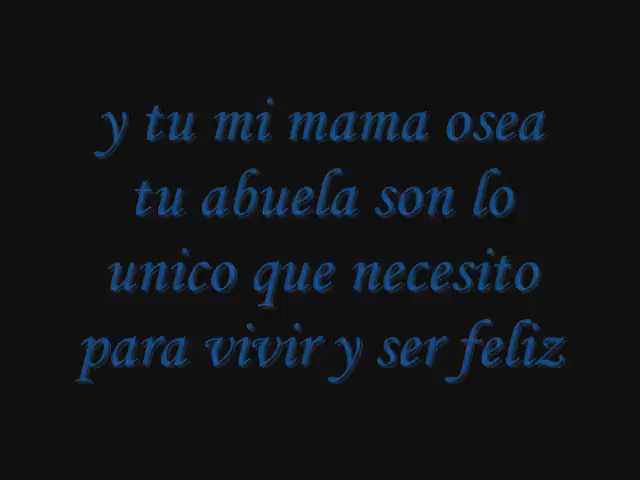 y tu mi mama osea
tu abuela son lo
unico que necesito
para vivir y ser feliz